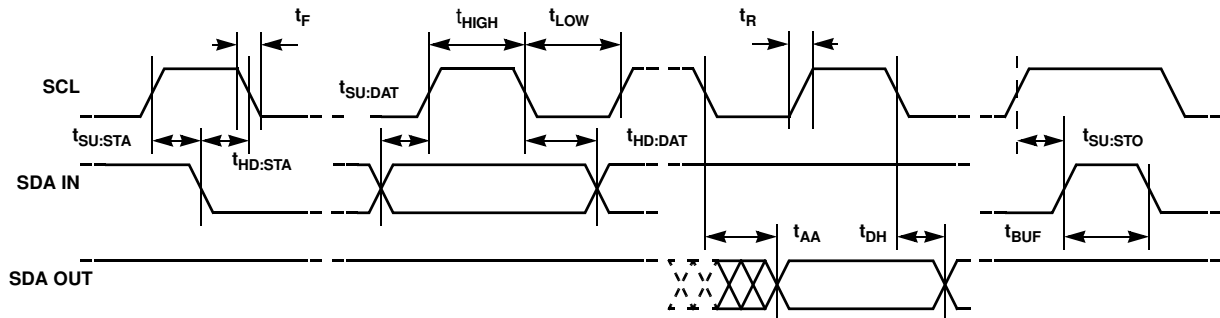 tF tHIGH tLOW tR
SCL
tSU:DAT
tSU:STA tHD:STA tHD:DAT tSU:STO
SDA IN
tAA tDH tBUF
SDA OUT